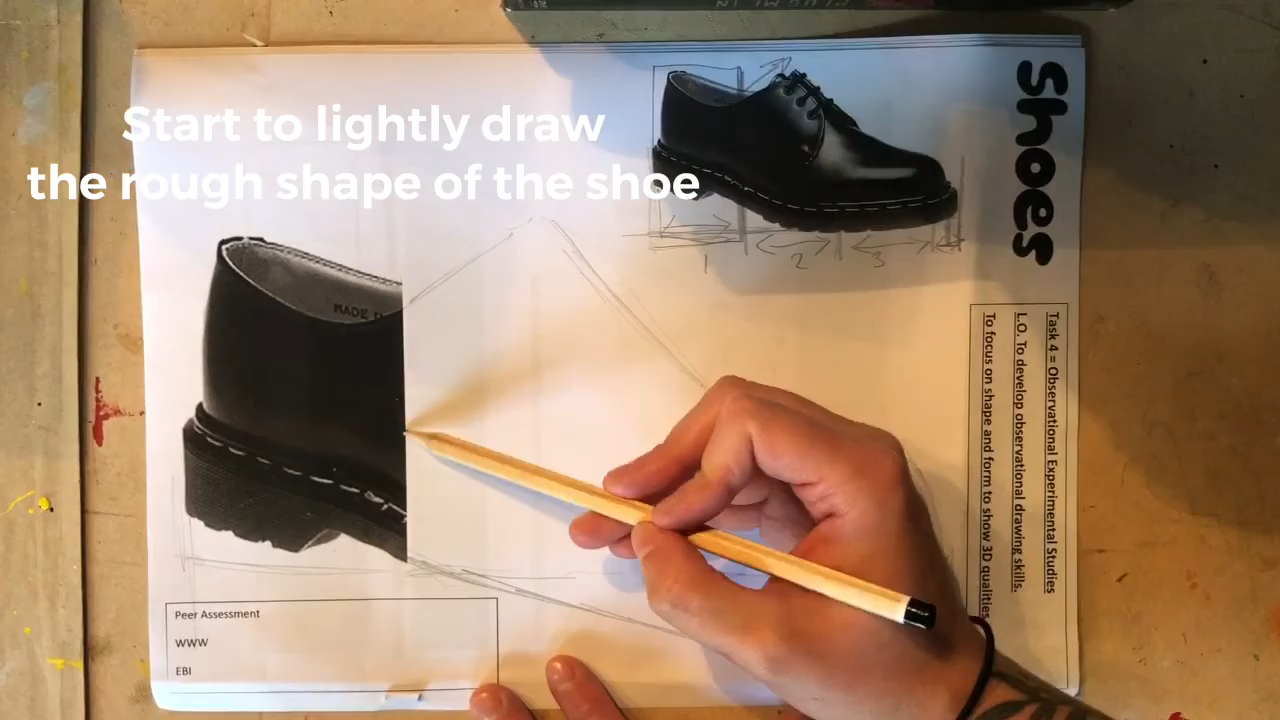 Start to lightly draw
the rough shape of the shoe
Shoes
1 2 3
MADE
Task 4 = Observational Experimental Studies
L.O. To develop observational drawing skills.
To focus on shape and form to show 3D qualities
Peer Assessment
WWW
EBI